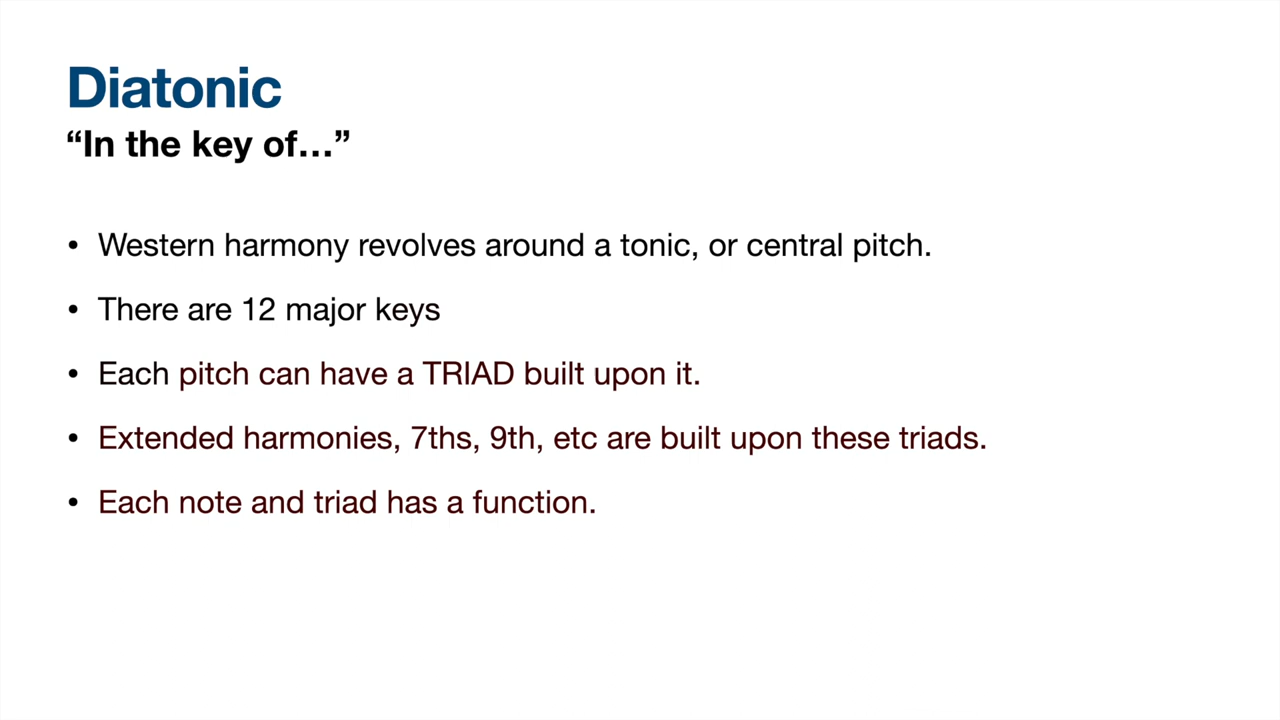 Diatonic
“In the key of…”
• Western harmony revolves around a tonic, or central pitch.
• There are 12 major keys
• Each pitch can have a TRIAD built upon it.
• Extended harmonies, 7ths, 9th, etc are built upon these triads.
• Each note and triad has a function.